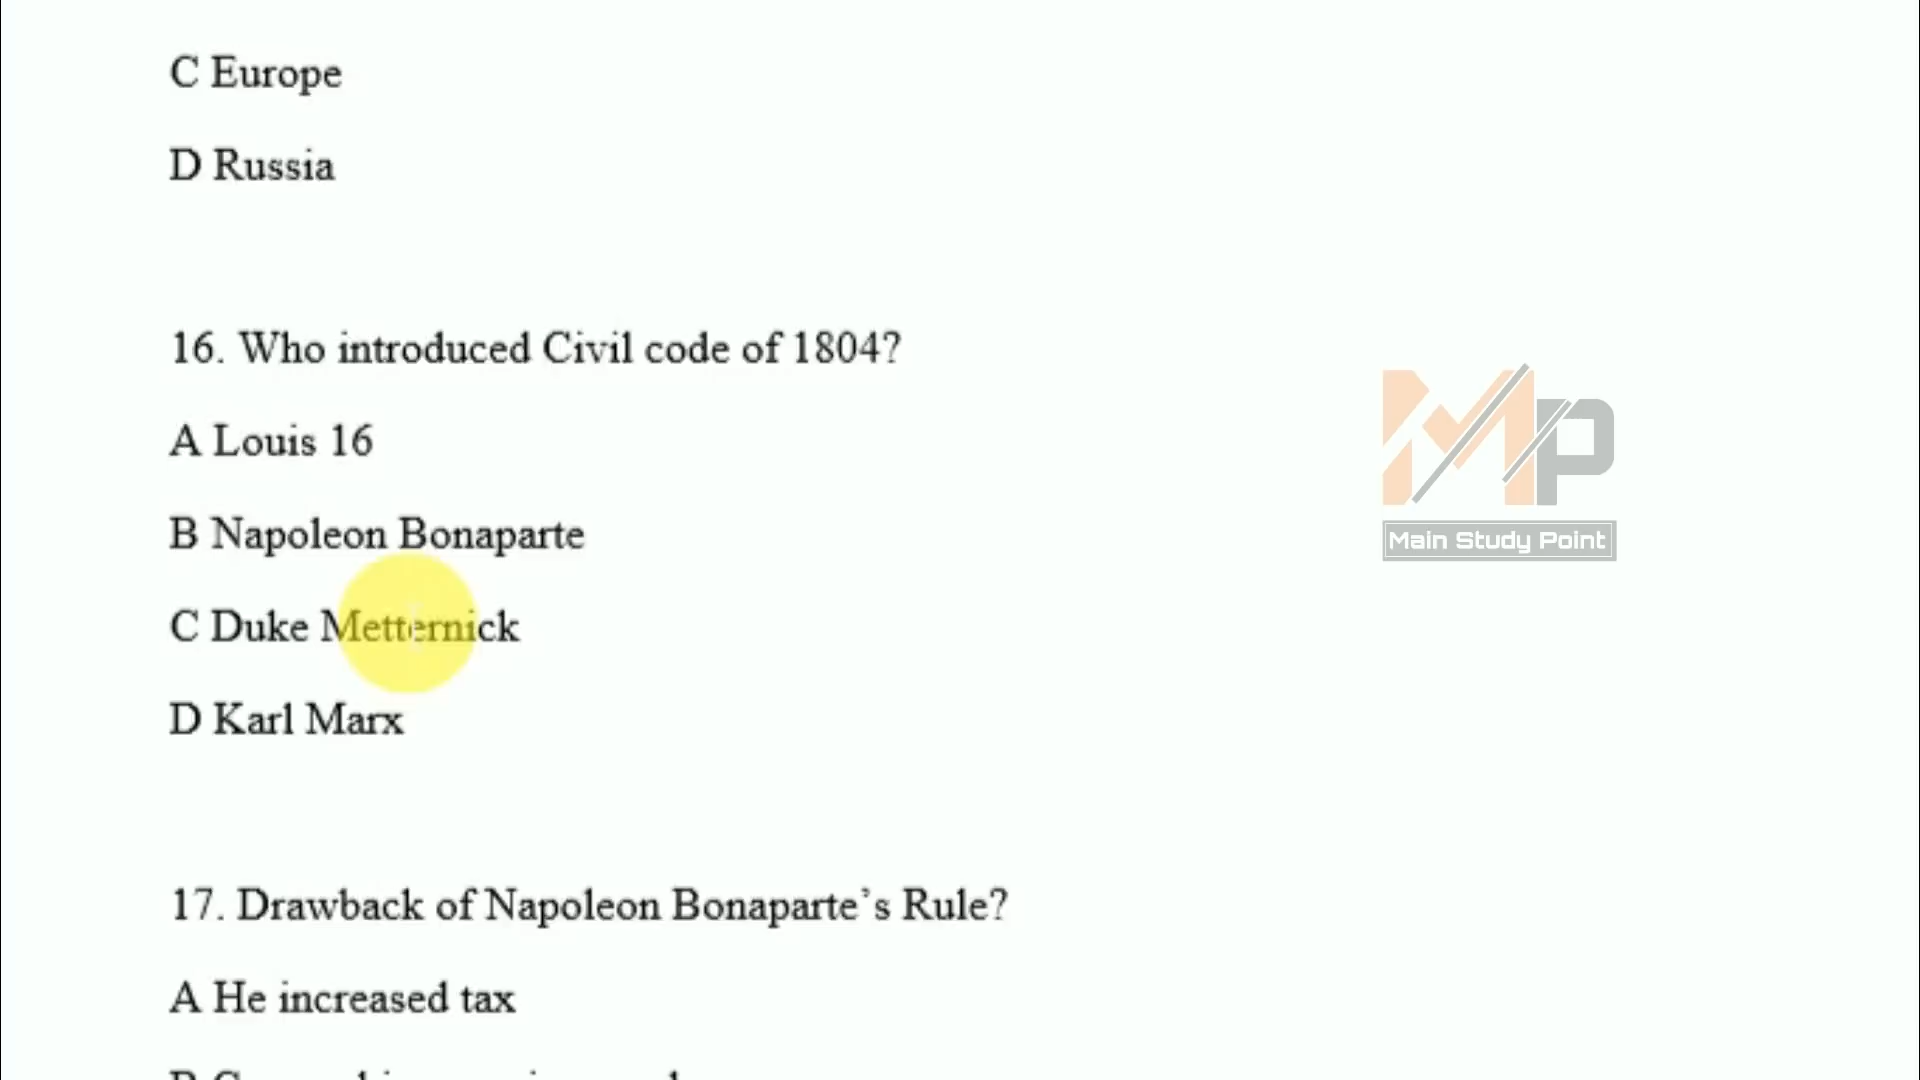 C Europe
D Russia
16. Who introduced Civil code of 1804?
A Louis 16
B Napoleon Bonaparte
C Duke Metternick
D Karl Marx
17. Drawback of Napoleon Bonaparte’s Rule?
A He increased tax
MP
Main Study Point